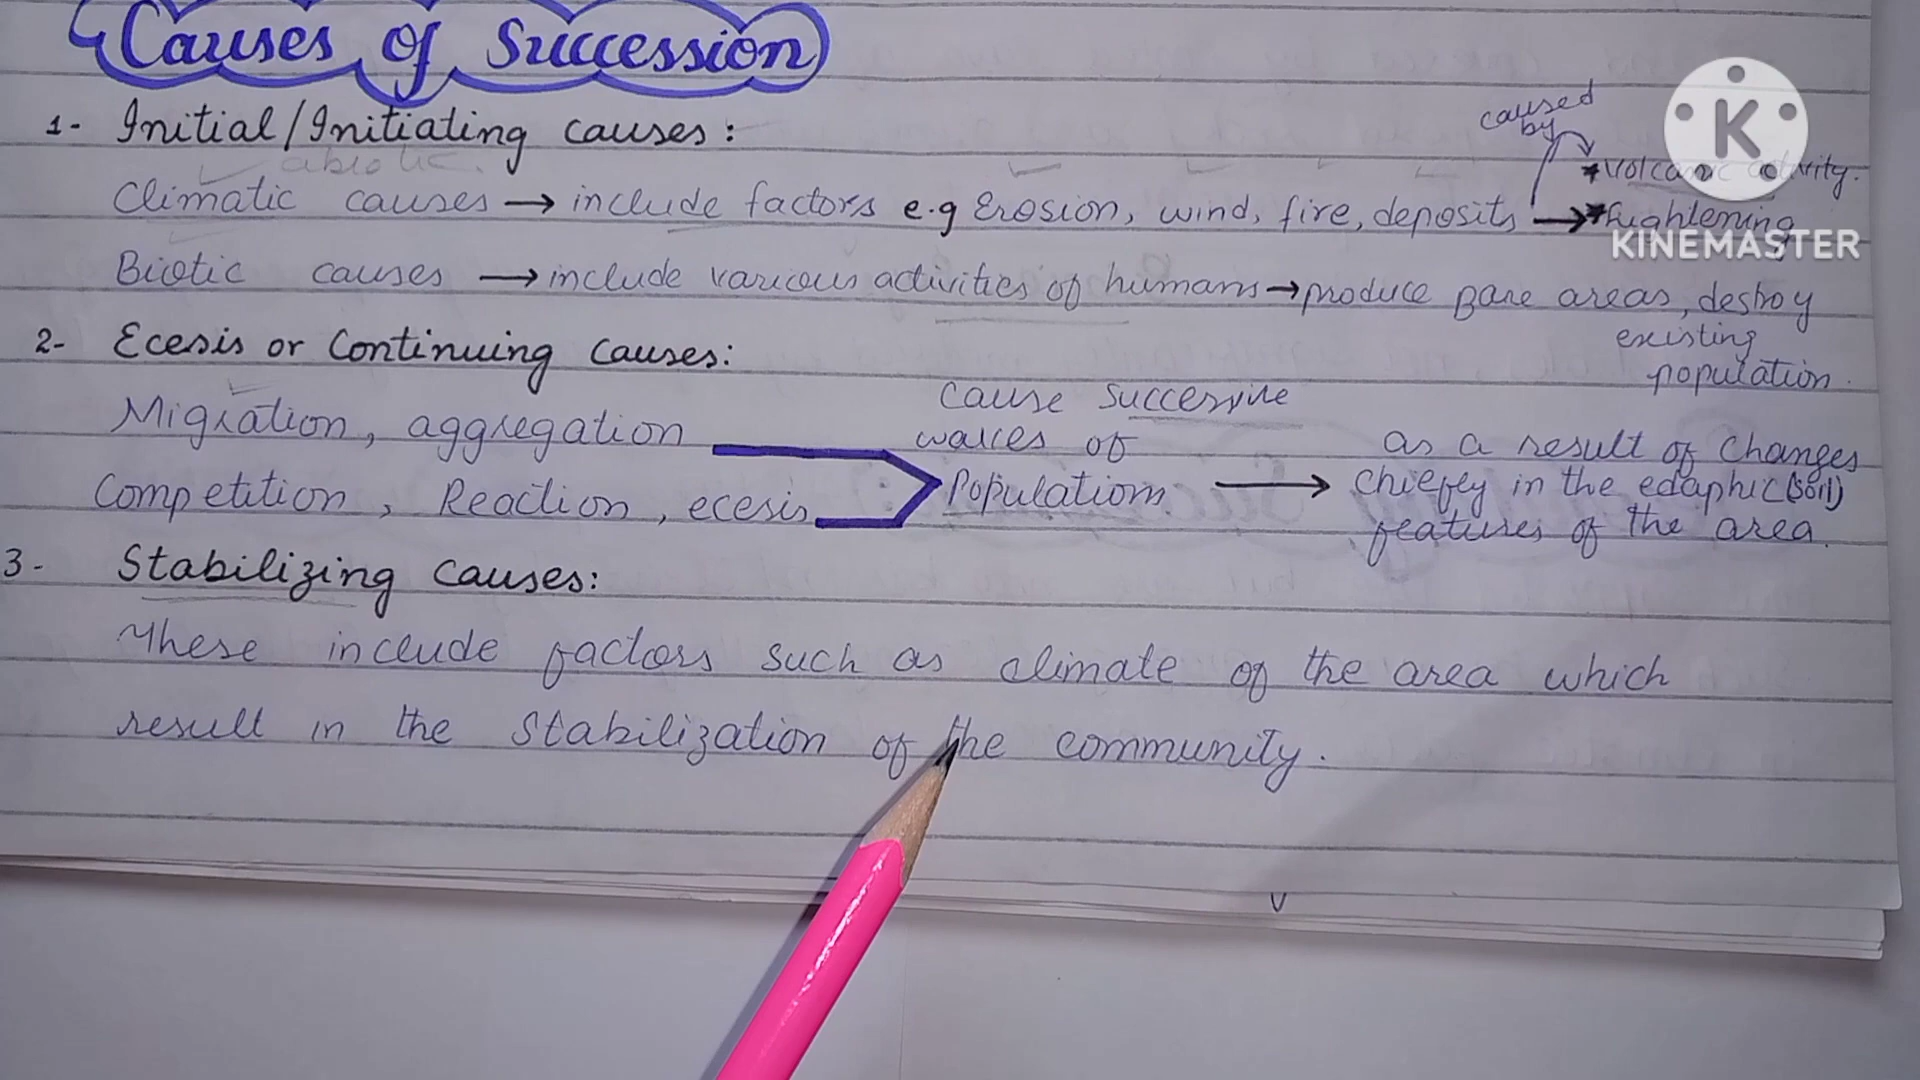 Causes of Succession
1- Initial/Initiating causes:
abiotic.
caused
by
*volcanic activity.
Climatic causes → include factors e.g Erosion, wind, fire, deposits → *
KINEMASTER
Biotic causes → include various activities of humans → produce bare areas, destroy
existing
population.
2- Ecesis or Continuing causes:
Migration, aggregation
Competition, Reaction, ecesis
cause successive
waves of
Populations →
as a result of changes
chiefly in the edaphic (soil)
features of the area.
3- Stabilizing causes:
These include factors such as climate of the area which
result in the stabilization of the community.
K